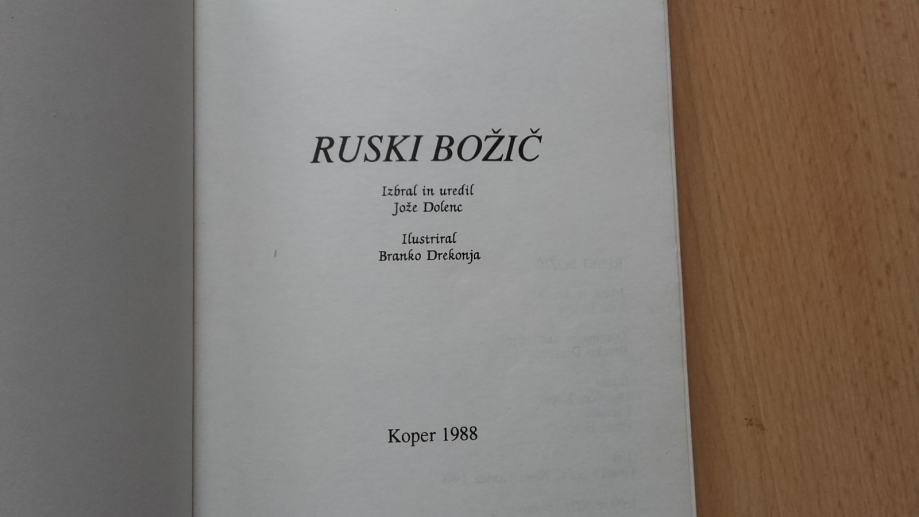 RUSKI BOŽIČ
Izbral in uredil
Jože Dolenc
Ilustriral
Branko Drekonja
Koper 1988